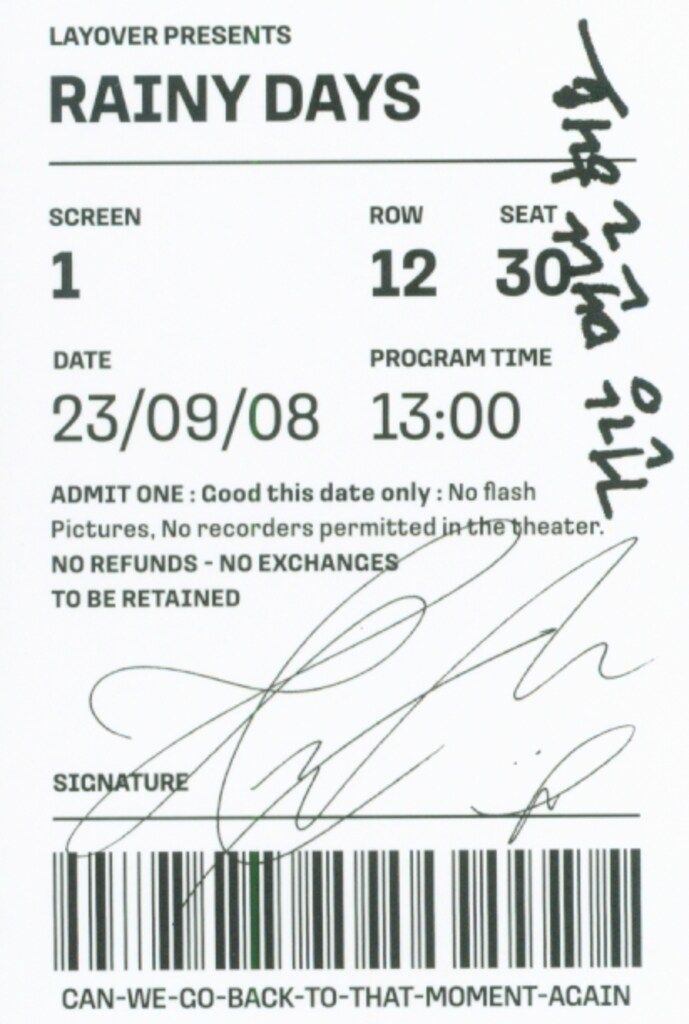 LAYOVER PRESENTS
RAINY DAYS
SCREEN ROW SEAT
1 12 30
DATE PROGRAM TIME
23/09/08 13:00
ADMIT ONE : Good this date only : No flash
Pictures, No recorders permitted in the theater.
NO REFUNDS - NO EXCHANGES
TO BE RETAINED
SIGNATURE
CAN-WE-GO-BACK-TO-THAT-MOMENT-AGAIN